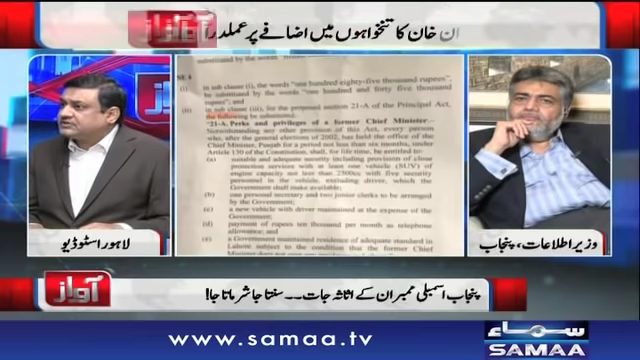 ان خان کا تنخواہوں میں اضافے پر عملدر
آواز
substituted by the words
(i) in sub clause (i), the words "one hundred eighty-five thousand rupees", be substituted by the words "one hundred and forty five thousand rupees"; and
(ii) in sub clause (iii), for the proposed section 21-A of the Principal Act, the following be substituted:
"21-A. Perks and privileges of a former Chief Minister.-
Notwithstanding any other provision of this Act, every person
who, after the general elections of 2002, has held the office of the
Chief Minister, Punjab for a period not less than six months, under
Article 130 of the Constitution, shall, for life time, be entitled to:
(a) suitable and adequate security including provision of close
protection services with at least one vehicle (SUV) of
engine capacity not less than 2500cc with five security
personnel in the vehicle, excluding driver, which the
Government shall make available;
(b) one personal secretary and two junior clerks to be arranged
by the Government;
(c) a new vehicle with driver maintained at the expense of the
Government;
(d) payment of rupees ten thousand per month as telephone
allowance; and
(e) a Government maintained residence of adequate standard in
Lahore subject to the condition that the former Chief
لاہور اسٹوڈیو
وزیر اطلاعات، پنجاب
آواز
پنجاب اسمبلی ممبران کے اثاثہ جات۔۔۔سنتا جا شرماتا جا!
www.samaa.tv
سماء
SAMAA